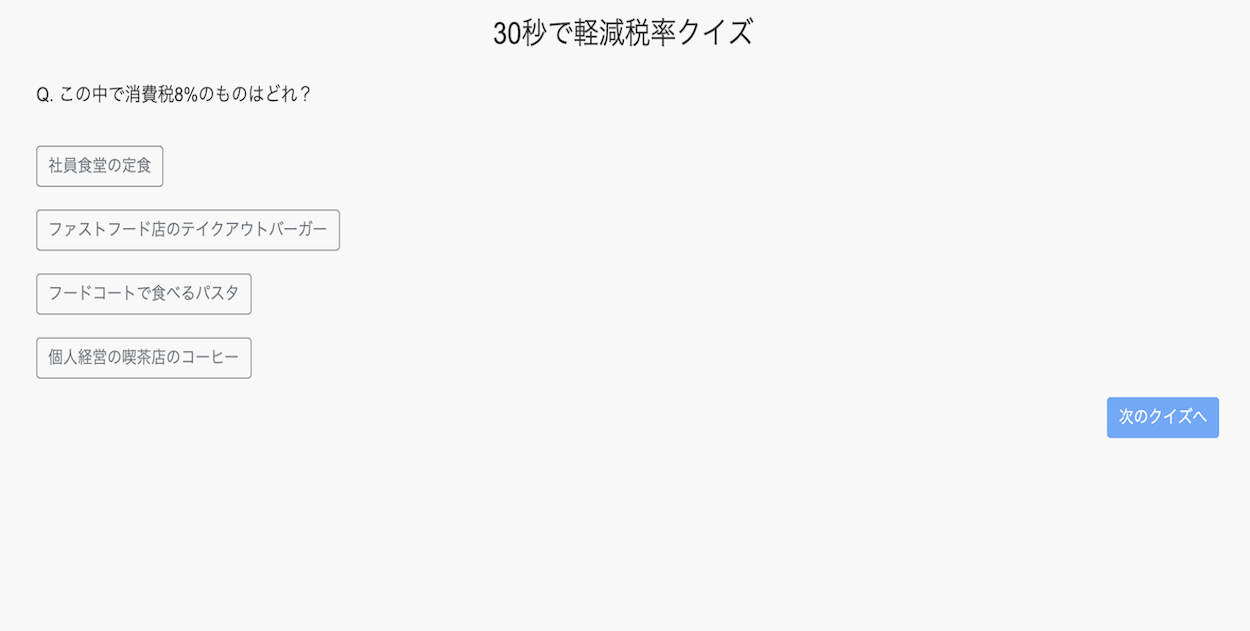 30秒で軽減税率クイズ
Q. この中で消費税8%のものはどれ？
社員食堂の定食
ファストフード店のテイクアウトバーガー
フードコートで食べるパスタ
個人経営の喫茶店のコーヒー
次のクイズへ